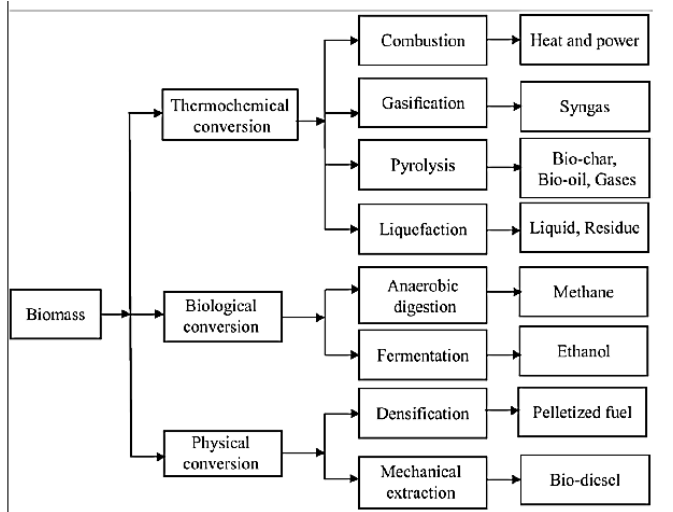 Combustion
Heat and power
Thermochemical
conversion
Gasification
Syngas
Pyrolysis
Bio-char,
Bio-oil, Gases
Liquefaction
Liquid, Residue
Biomass
Biological
conversion
Anaerobic
digestion
Methane
Fermentation
Ethanol
Physical
conversion
Densification
Pelletized fuel
Mechanical
extraction
Bio-diesel